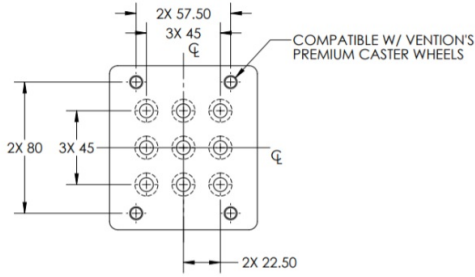 2X 57.50
3X 45
℄
COMPATIBLE W/ VENTION'S
PREMIUM CASTER WHEELS
2X 80
3X 45
℄
2X 22.50